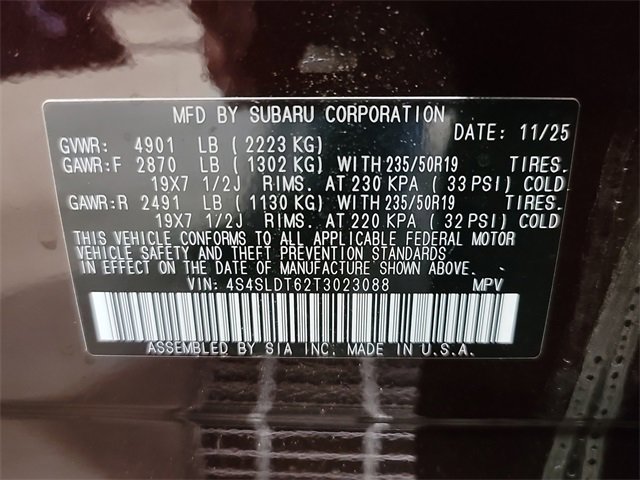 MFD BY SUBARU CORPORATION
DATE: 11/25
GVWR: 4901 LB ( 2223 KG)
GAWR:F 2870 LB ( 1302 KG) WITH 235/50R19 TIRES.
19X7 1/2J RIMS. AT 230 KPA ( 33 PSI) COLD
GAWR:R 2491 LB ( 1130 KG) WITH 235/50R19 TIRES.
19X7 1/2J RIMS. AT 220 KPA ( 32 PSI) COLD
THIS VEHICLE CONFORMS TO ALL APPLICABLE FEDERAL MOTOR
VEHICLE SAFETY AND THEFT PREVENTION STANDARDS
IN EFFECT ON THE DATE OF MANUFACTURE SHOWN ABOVE.
VIN: 4S4SLDT62T3023088 MPV
ASSEMBLED BY SIA INC. MADE IN U.S.A.